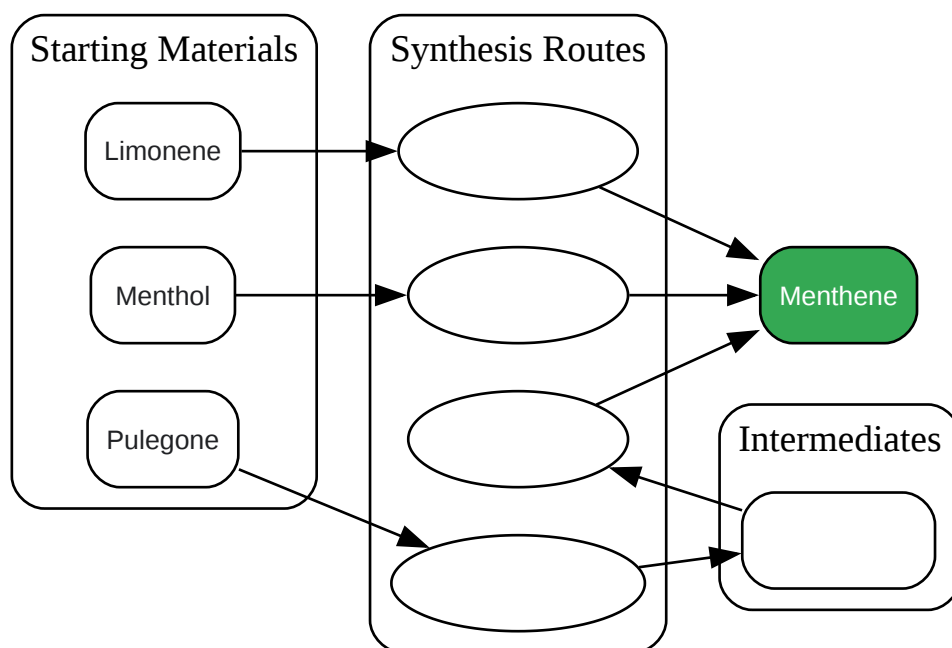 Starting Materials
Synthesis Routes
Limonene
Menthol
Menthene
Pulegone
Intermediates